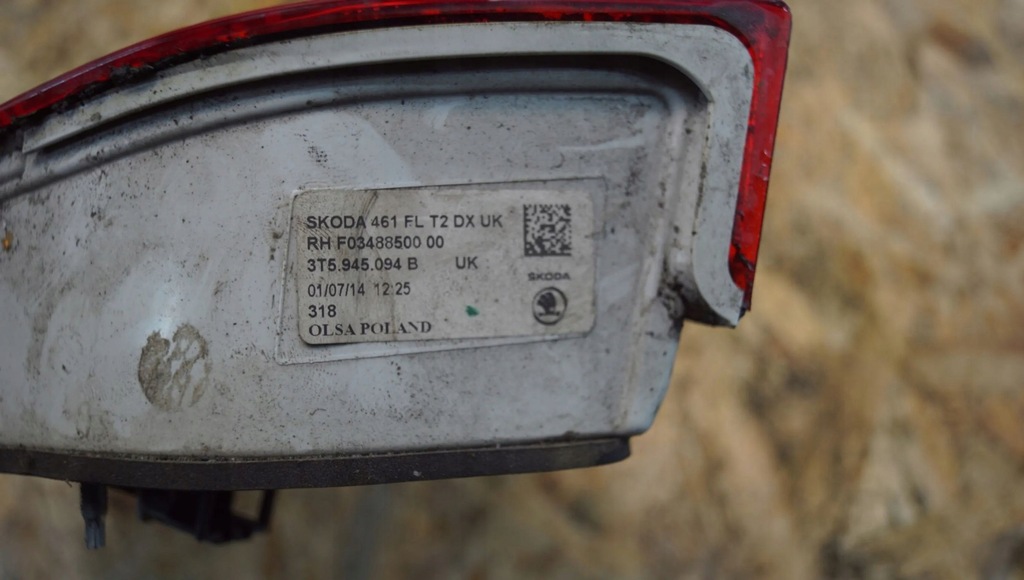 SKODA 461 FL T2 DX UK
RH F03488500 00
3T5.945.094 B UK
01/07/14 12:25
318
OLSA POLAND
SKODA